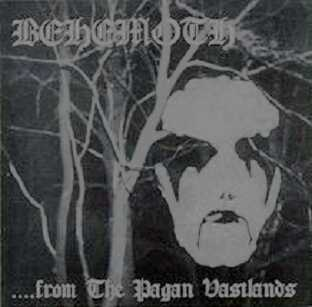 BEHEMOTH
....from The Pagan Vastlands